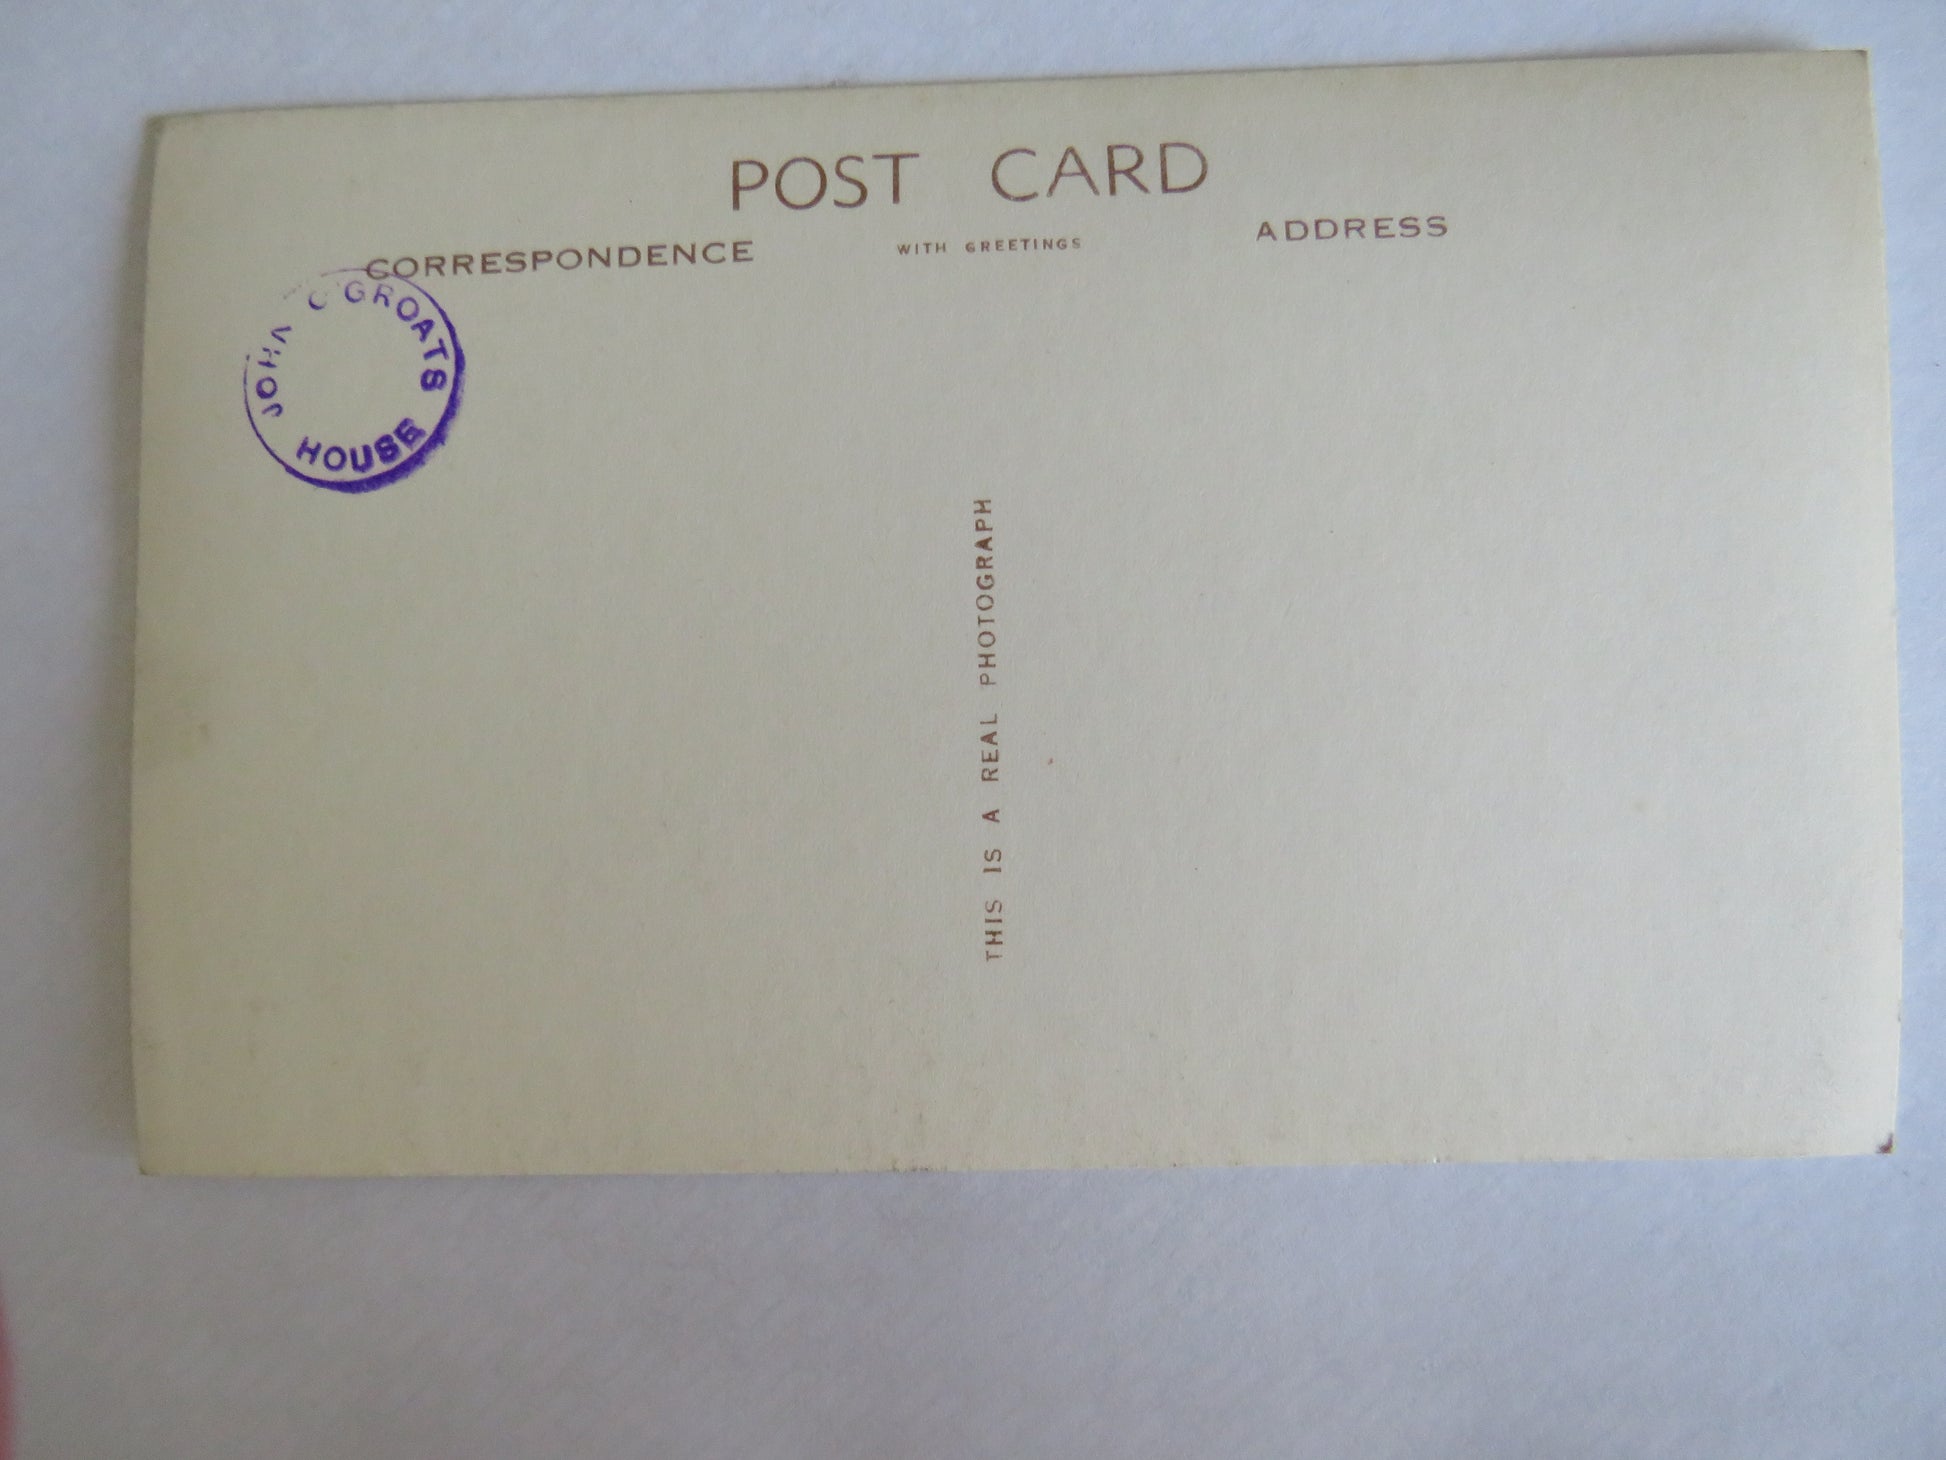 POST CARD
CORRESPONDENCE
WITH GREETINGS
ADDRESS
JOHN O'GROATS
HOUSE
THIS IS A REAL PHOTOGRAPH